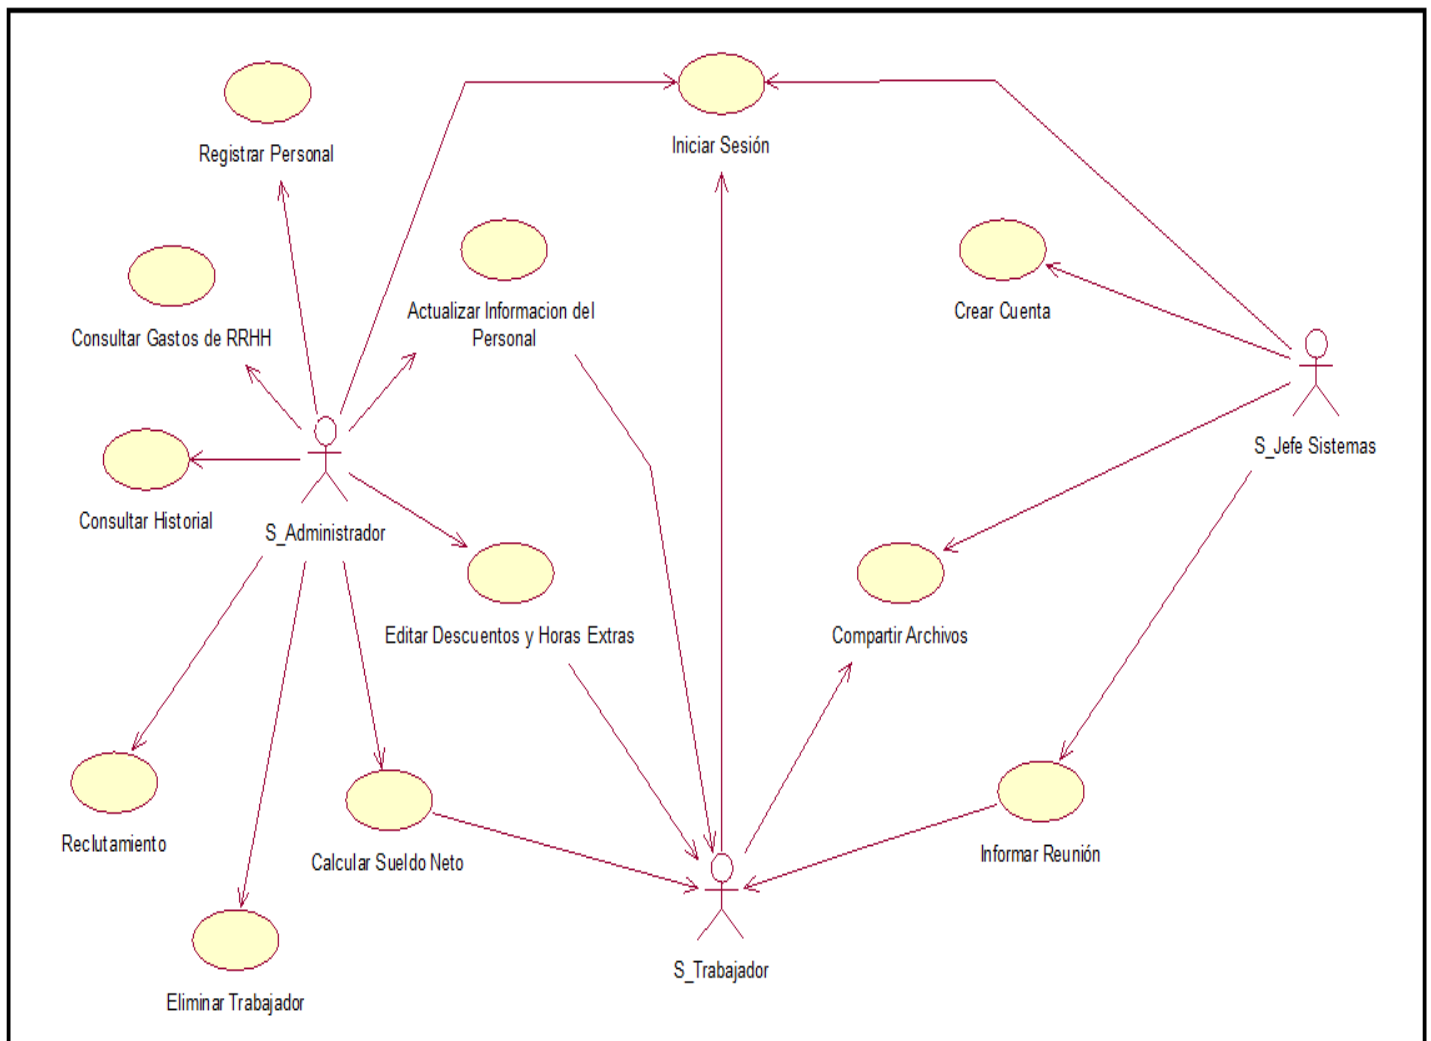 Iniciar Sesión
Registrar Personal
Actualizar Informacion del
Personal
Crear Cuenta
Consultar Gastos de RRHH
S_Jefe Sistemas
Consultar Historial
S_Administrador
Editar Descuentos y Horas Extras
Compartir Archivos
Reclutamiento
Calcular Sueldo Neto
Informar Reunión
S_Trabajador
Eliminar Trabajador